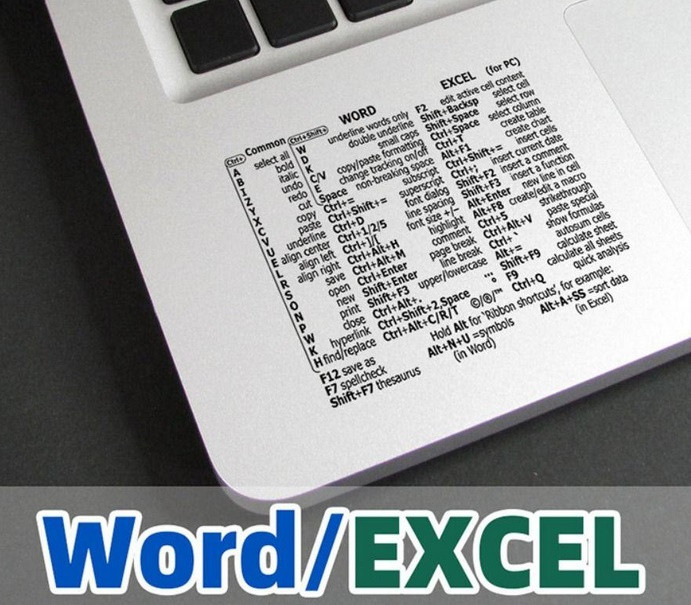 Common
Ctrl+
A select all
B bold
I italic
Z undo
Y redo
X cut
C copy
V paste
U underline
E align center
L align left
R align right
S save
O open
N new
P print
W close
K hyperlink
H find/replace
F12 save as
F7 spellcheck
Shift+F7 thesaurus
WORD
Ctrl+Shift+
W underline words only
D double underline
K small caps
C/V copy/paste formatting
E change tracking on/off
Space non-breaking space
Ctrl+= subscript
Ctrl+Shift+= superscript
Ctrl+D font dialog
Ctrl+1/2/5 line spacing
Ctrl+]/[ font size +/-
Ctrl+Alt+H highlight
Ctrl+Alt+M comment
Ctrl+Enter page break
Shift+Enter line break
Shift+F3 upper/lowercase
Ctrl+Alt+. ...
Ctrl+Shift+2,Space °
Ctrl+Alt+C/R/T ©/®/™
EXCEL (for PC)
F2 edit active cell content
Shift+Backsp select cell
Shift+Space select row
Ctrl+Space select column
Ctrl+T create table
Alt+F1 create chart
Ctrl+Shift+= insert cells
Ctrl+; insert current date
Shift+F2 insert a comment
Shift+F3 insert a function
Alt+Enter new line in cell
Alt+F8 create/edit a macro
Ctrl+5 strikethrough
Ctrl+Alt+V paste special
Ctrl+` show formulas
Alt+= autosum cells
Shift+F9 calculate sheet
F9 calculate all sheets
Ctrl+Q quick analysis
Hold Alt for 'Ribbon shortcuts', for example:
Alt+N+U =symbols
(in Word)
Alt+A+SS =sort data
(in Excel)
Word/EXCEL